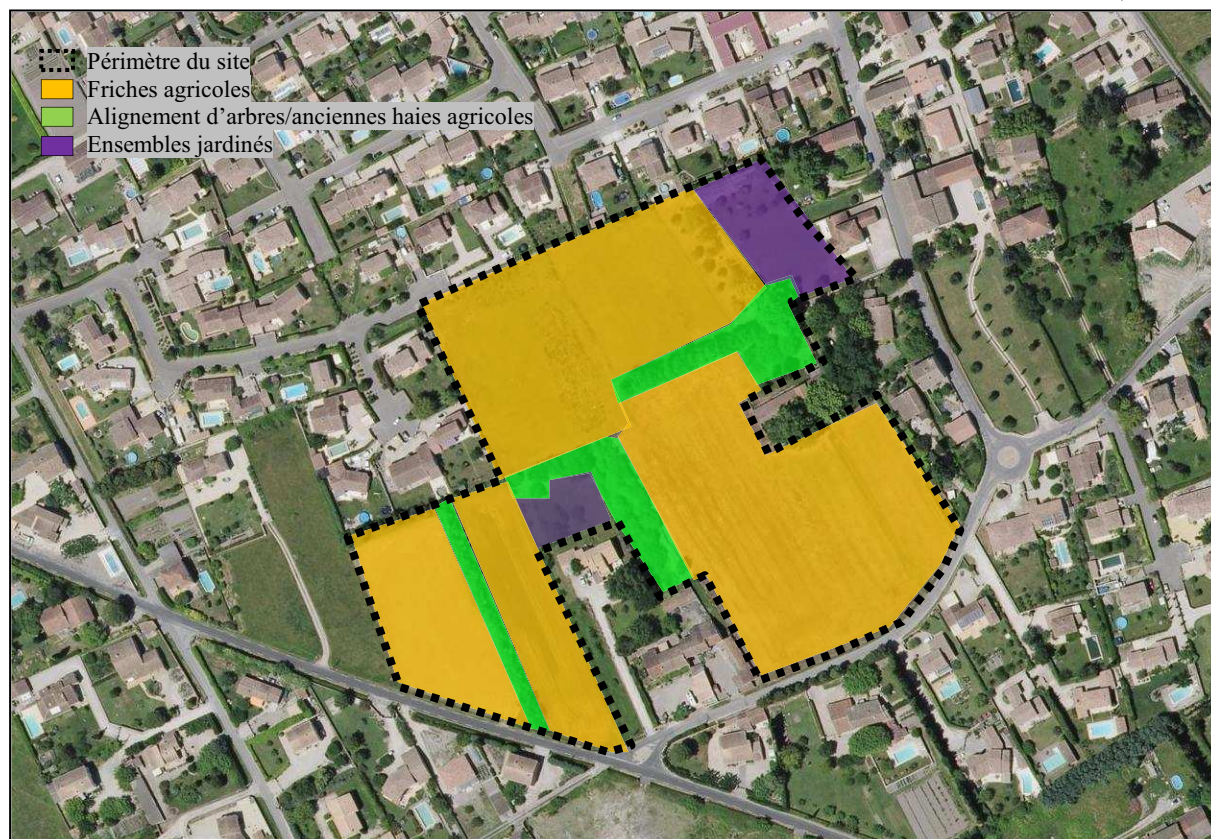 Périmètre du site
Friches agricoles
Alignement d’arbres/anciennes haies agricoles
Ensembles jardinés